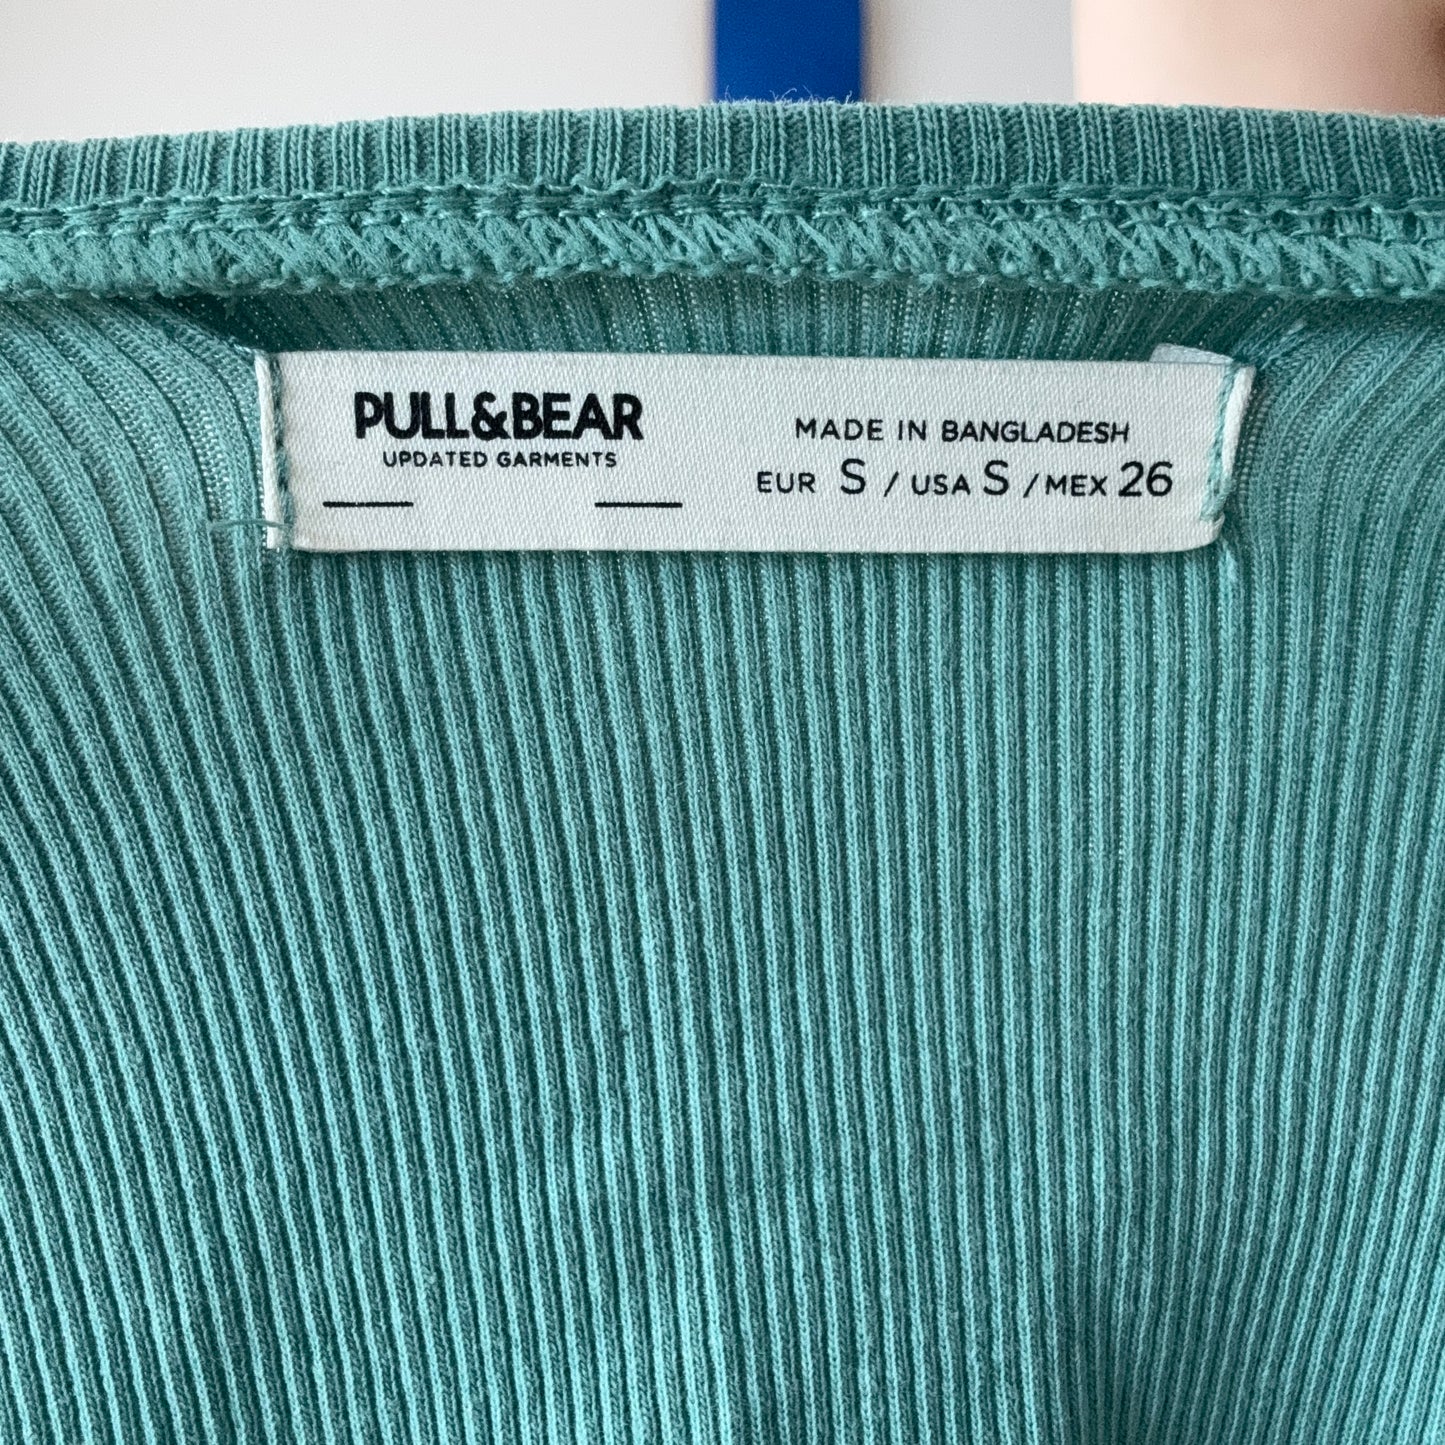 PULL&BEAR
UPDATED GARMENTS
MADE IN BANGLADESH
EUR S / USA S / MEX 26